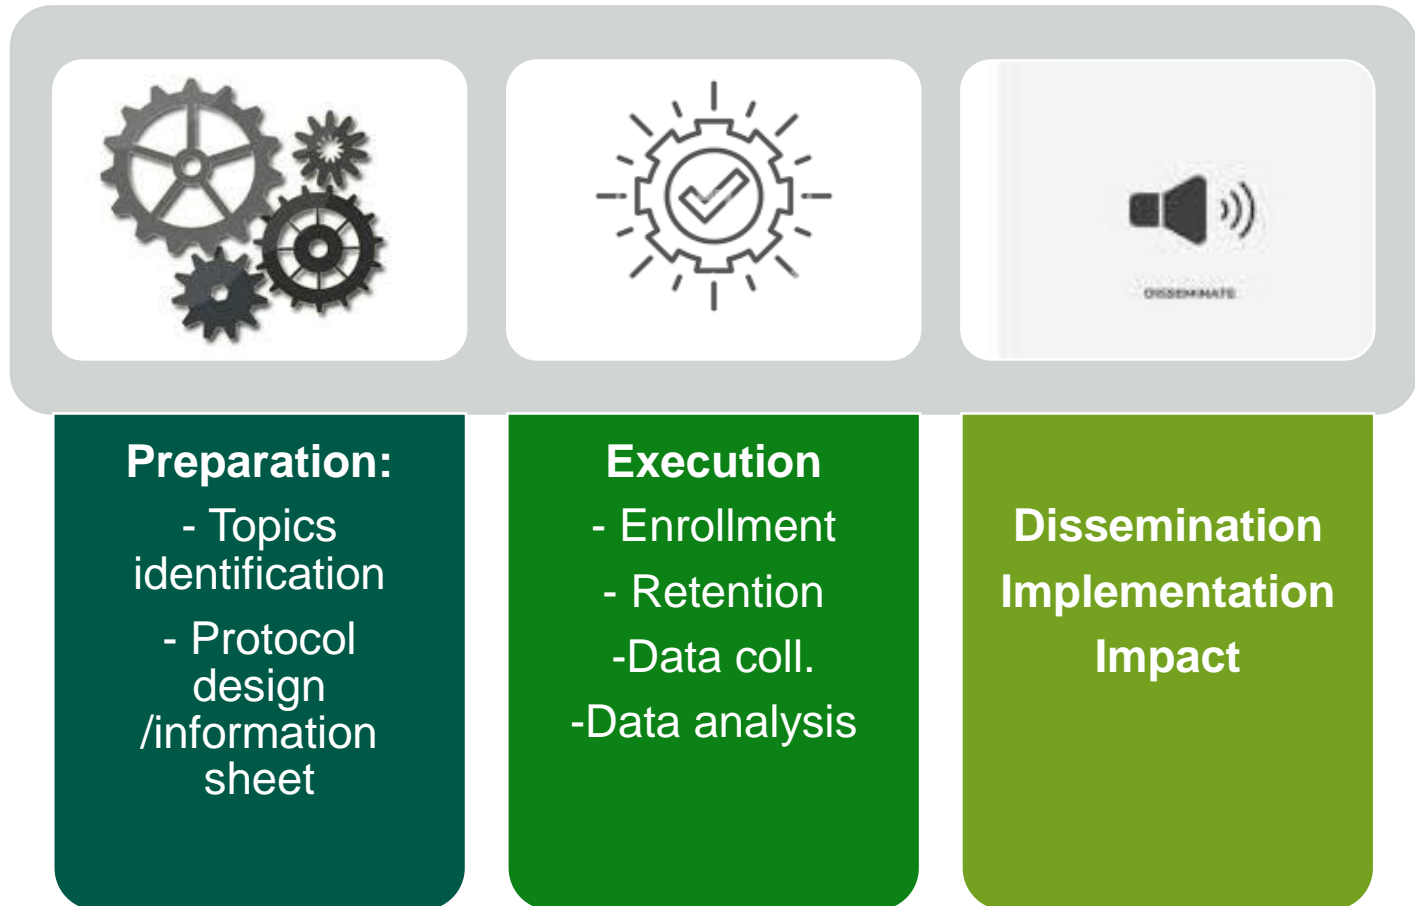 DISSEMINATE
Preparation:
- Topics
identification
- Protocol
design
/information
sheet
Execution
- Enrollment
- Retention
-Data coll.
-Data analysis
Dissemination
Implementation
Impact